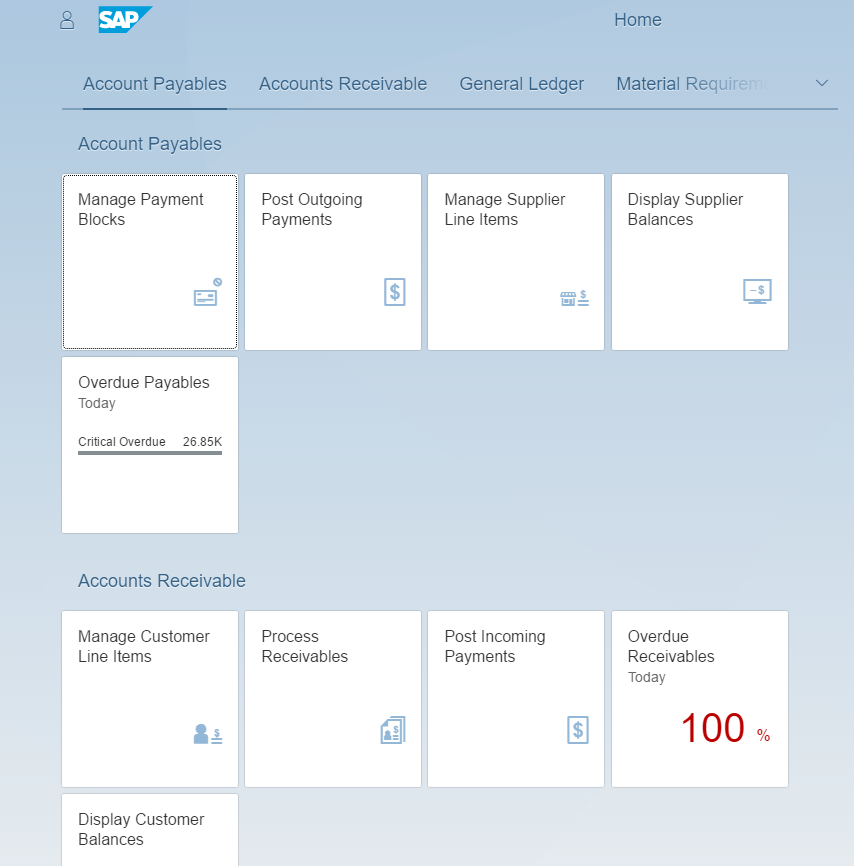 SAP
Home
Account Payables
Accounts Receivable
General Ledger
Material Requirem
Account Payables
Manage Payment
Blocks
Post Outgoing
Payments
$
Manage Supplier
Line Items
$
Display Supplier
Balances
-$
Overdue Payables
Today
Critical Overdue 26.85K
Accounts Receivable
Manage Customer
Line Items
$
Process
Receivables
$
Post Incoming
Payments
$
Overdue
Receivables
Today
100 %
Display Customer
Balances